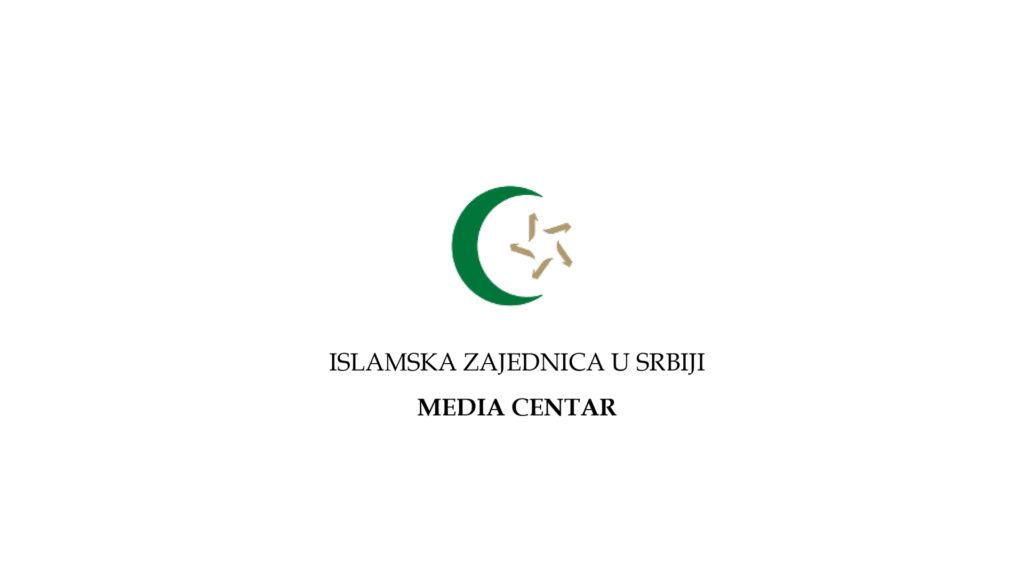 ISLAMSKA ZAJEDNICA U SRBIJI
MEDIA CENTAR